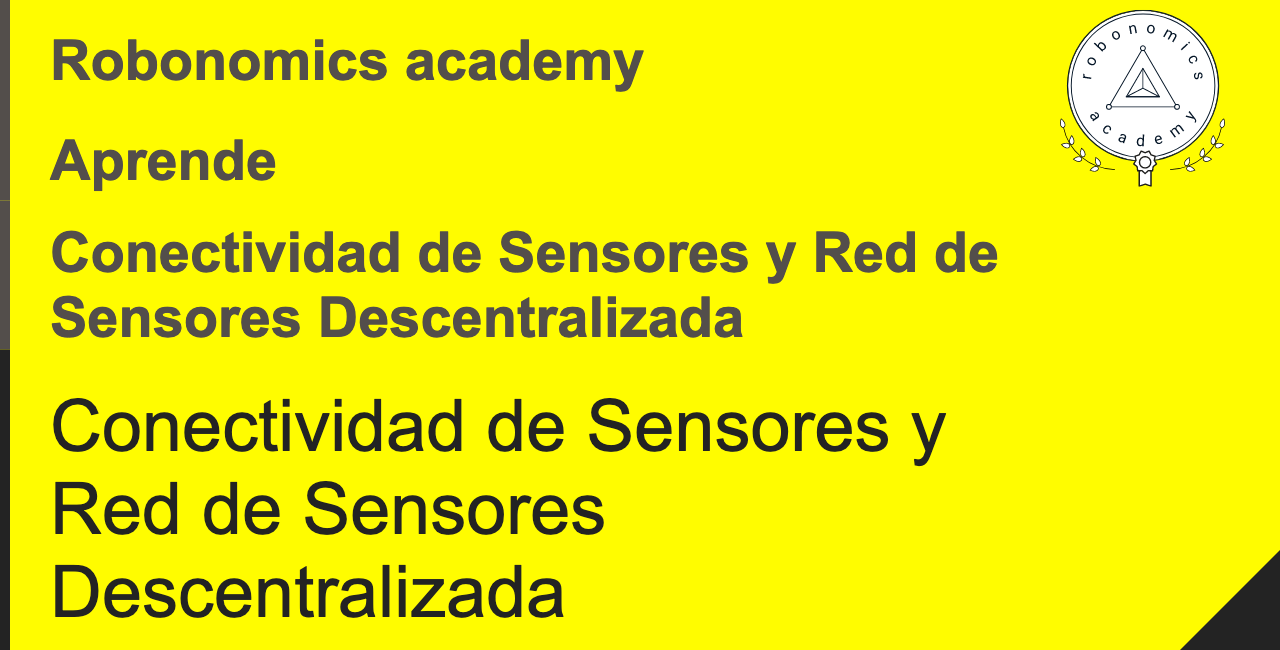 Robonomics academy
robonomics
academy
Aprende
Conectividad de Sensores y Red de
Sensores Descentralizada
Conectividad de Sensores y
Red de Sensores
Descentralizada